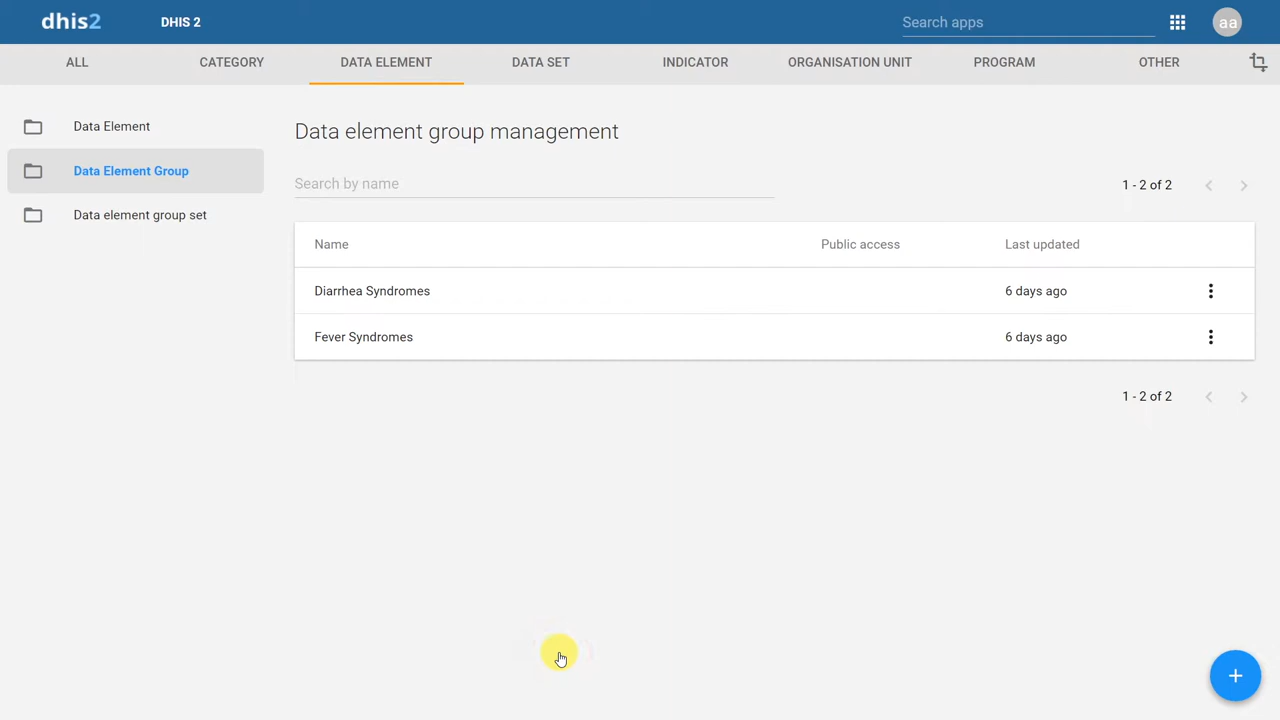 dhis2 DHIS 2 Search apps aa
ALL CATEGORY DATA ELEMENT DATA SET INDICATOR ORGANISATION UNIT PROGRAM OTHER
Data Element
Data Element Group
Data element group set
Data element group management
Search by name 1 - 2 of 2
Name Public access Last updated
Diarrhea Syndromes 6 days ago
Fever Syndromes 6 days ago
1 - 2 of 2